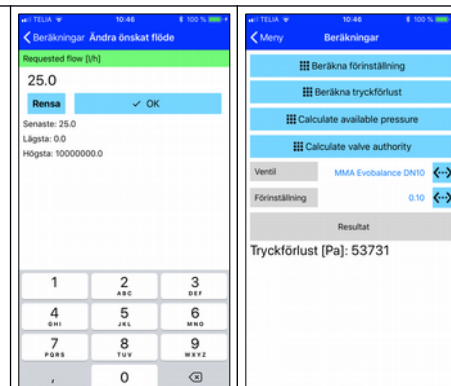 TELIA 10:46 100 %
Beräkningar Ändra önskat flöde
Requested flow [l/h]
25.0
Rensa ✓ OK
Senaste: 25.0
Lägsta: 0.0
Högsta: 10000000.0
1 2 3
ABC DEF
4 5 6
GHI JKL MNO
7 8 9
PQRS TUV WXYZ
, 0
TELIA 10:46 100 %
Meny Beräkningar
Beräkna förinställning
Beräkna tryckförlust
Calculate available pressure
Calculate valve authority
Ventil MMA Evobalance DN10
Förinställning 0.10
Resultat
Tryckförlust [Pa]: 53731